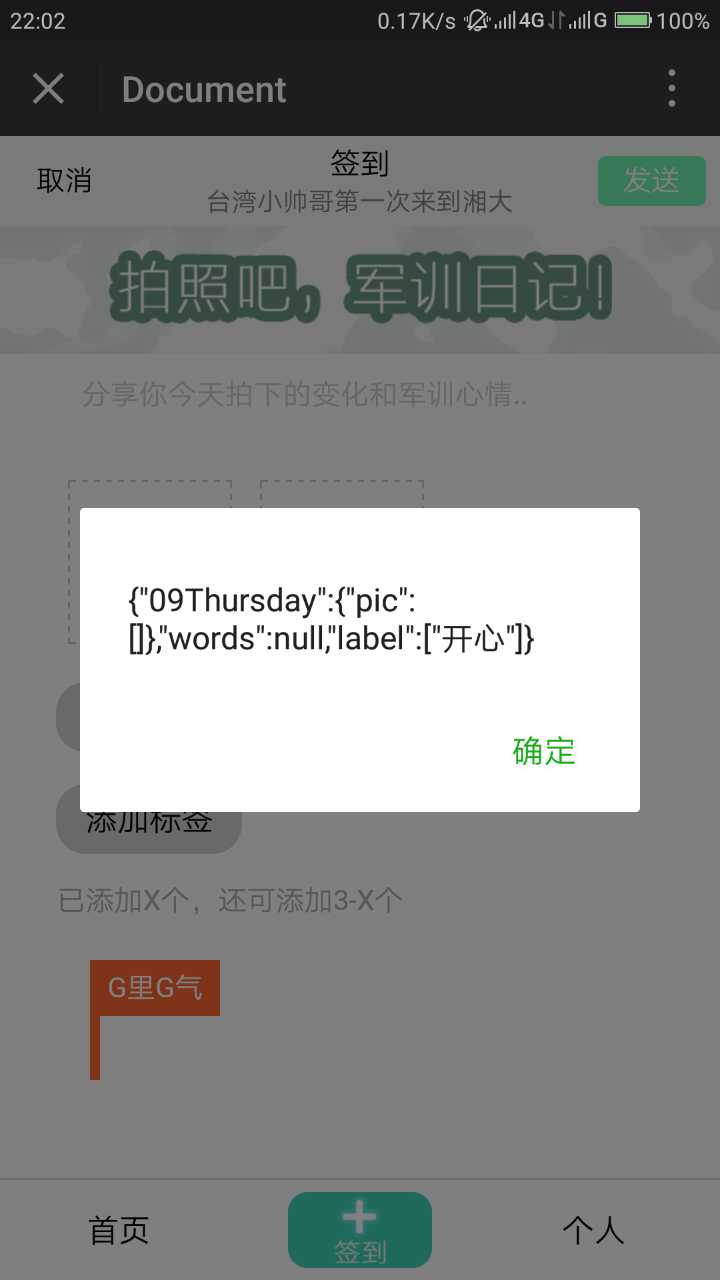 22:02 0.17K/s 4G G 100%
Document
取消
签到
台湾小帅哥第一次来到湘大
发送
拍照吧，军训日记！
分享你今天拍下的变化和军训心情..
{"09Thursday":{"pic":
[]},"words":null,"label":["开心"]}
确定
添加标签
已添加X个，还可添加3-X个
G里G气
首页
签到
个人